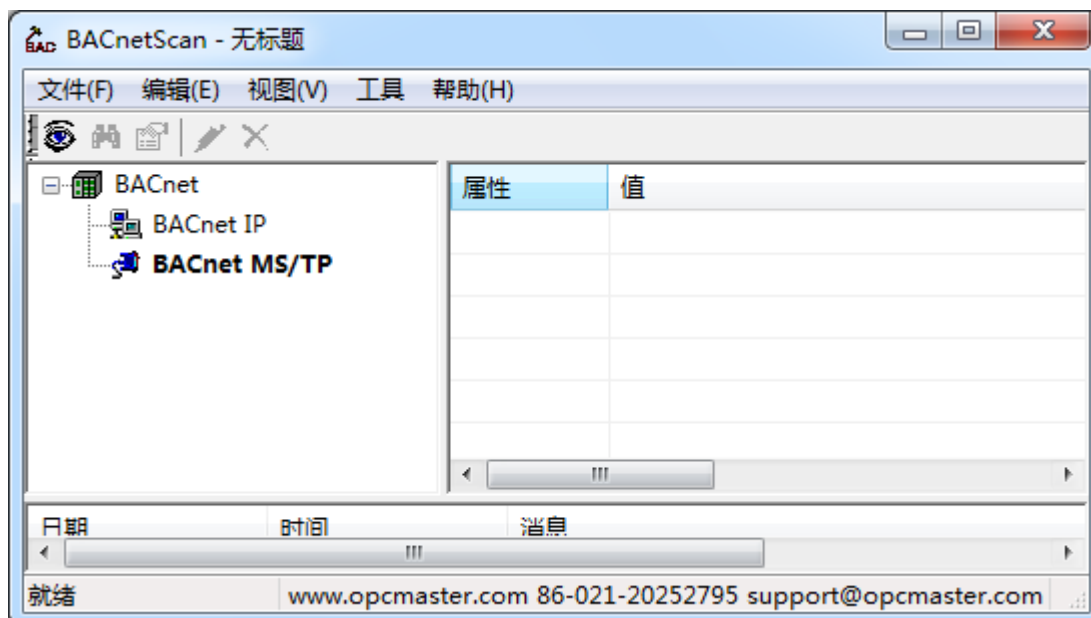 BACnetScan - 无标题
文件(F) 编辑(E) 视图(V) 工具 帮助(H)
BACnet
属性 值
BACnet IP
BACnet MS/TP
日期 时间 消息
就绪 www.opcmaster.com 86-021-20252795 support@opcmaster.com